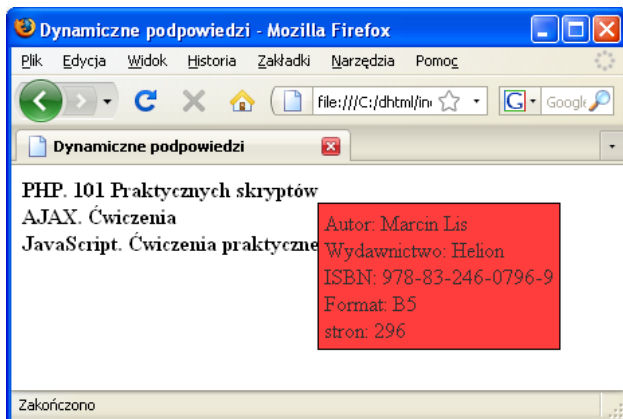 Dynamiczne podpowiedzi - Mozilla Firefox
Plik Edycja Widok Historia Zakładki Narzędzia Pomoc
file:///C:/dhtml/in G Google
Dynamiczne podpowiedzi
PHP. 101 Praktycznych skryptów
AJAX. Ćwiczenia
JavaScript. Ćwiczenia praktyczne
Autor: Marcin Lis
Wydawnictwo: Helion
ISBN: 978-83-246-0796-9
Format: B5
stron: 296
Zakończono